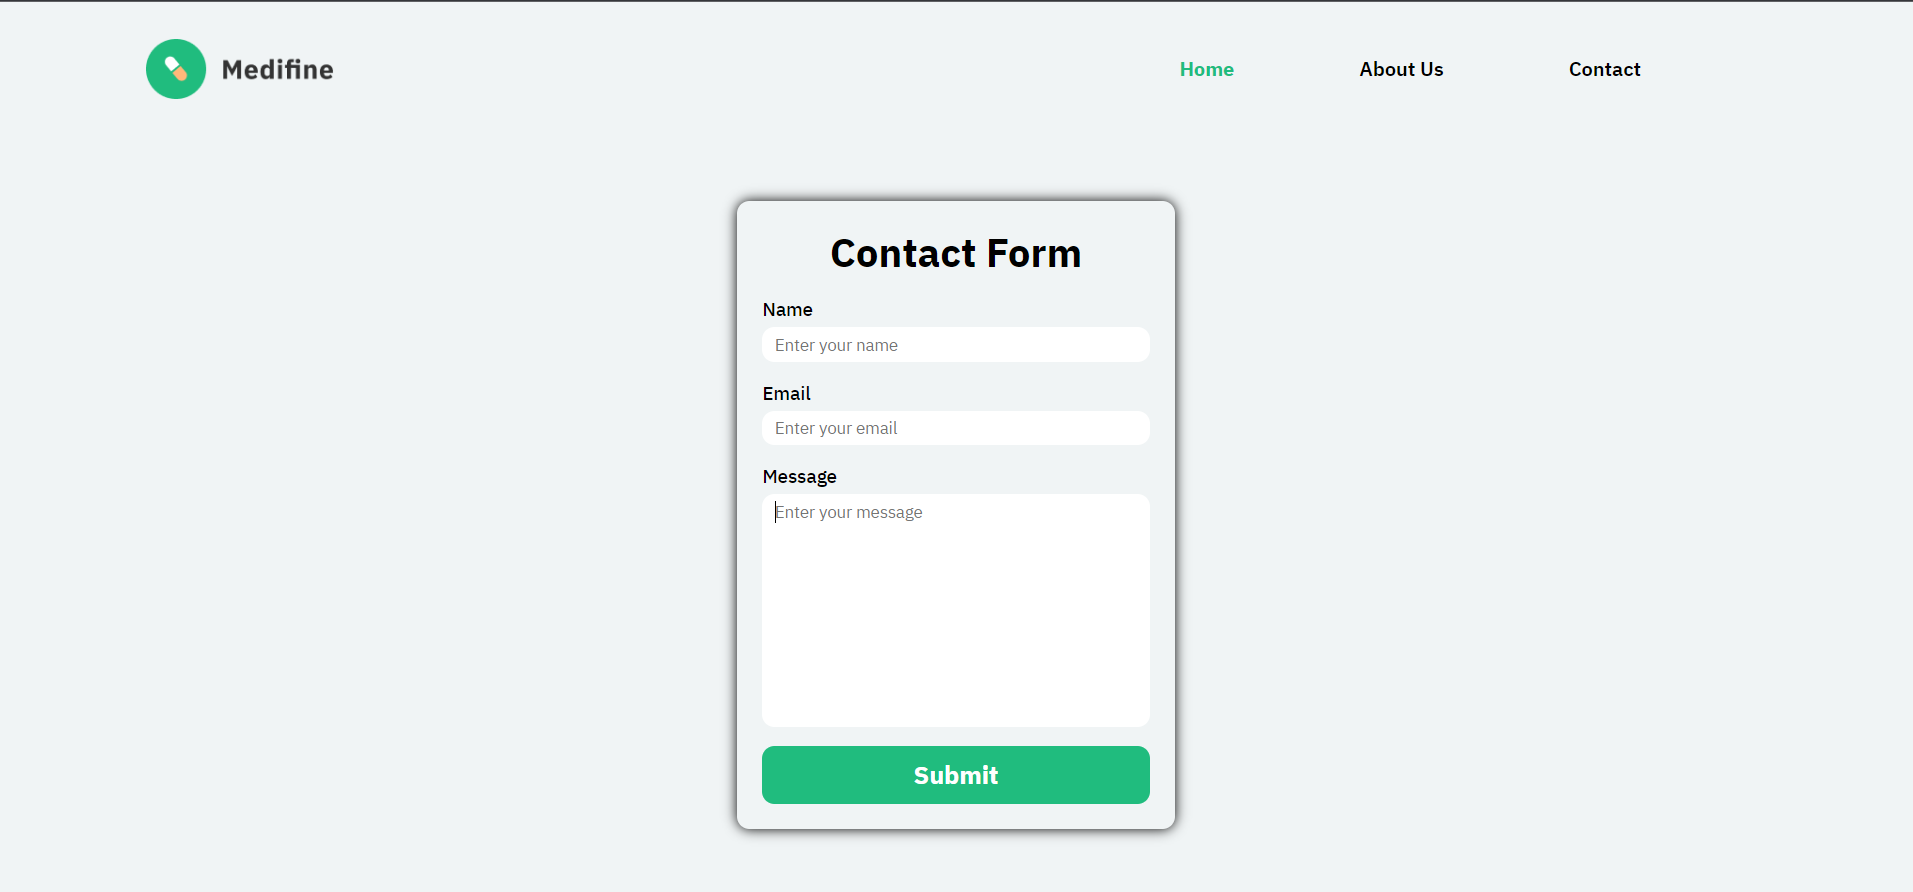 Medifine
Home About Us Contact
Contact Form
Name
Enter your name
Email
Enter your email
Message
Enter your message
Submit